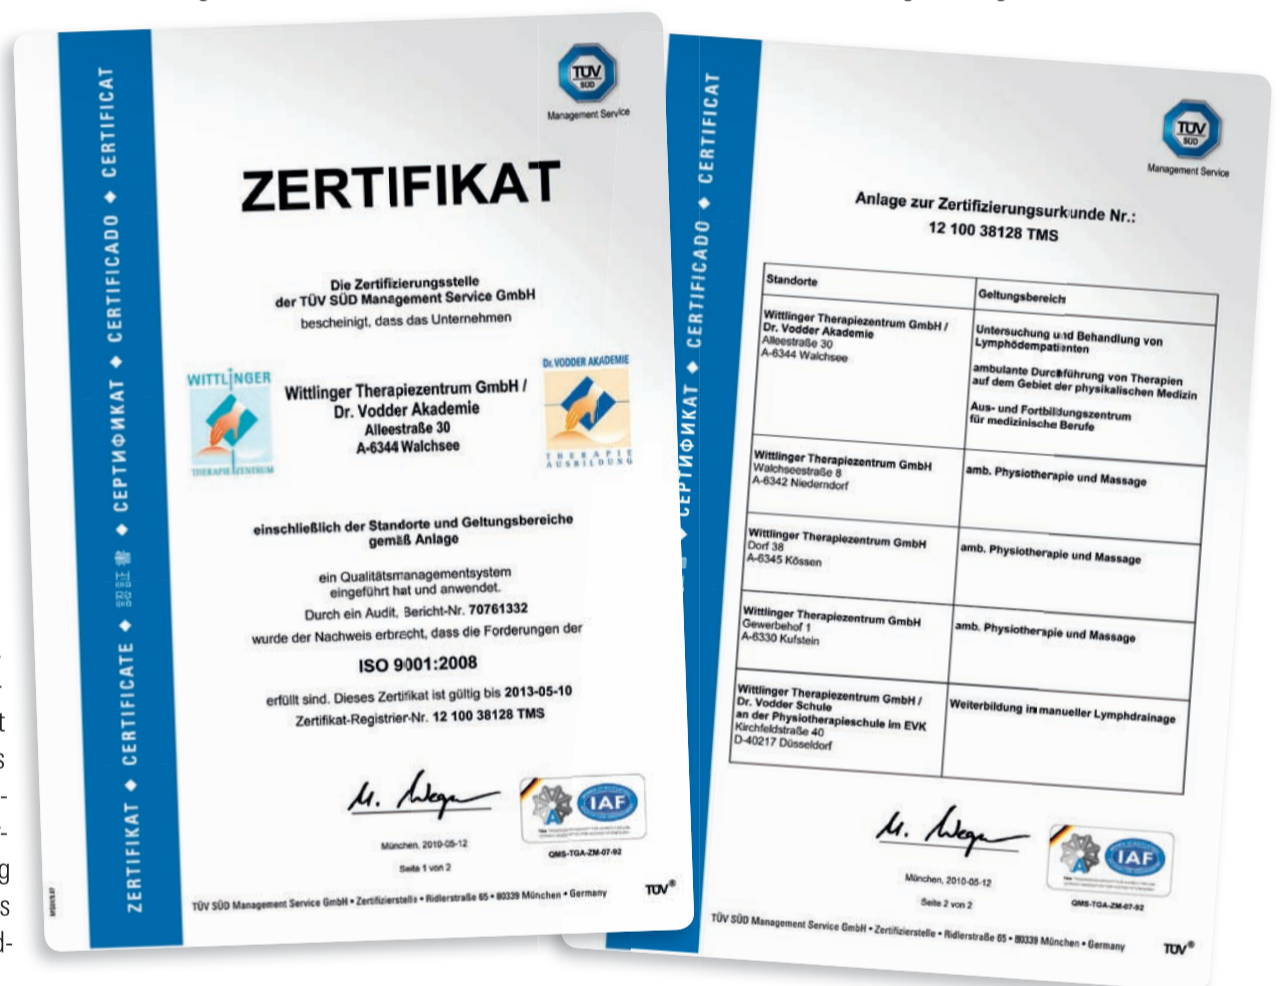 TÜV
SÜD
Management Service
ZERTIFIKAT
Die Zertifizierungsstelle
der TÜV SÜD Management Service GmbH
bescheinigt, dass das Unternehmen
WITTLINGER
THERAPIE ZENTRUM
Wittlinger Therapiezentrum GmbH /
Dr. Vodder Akademie
Alleestraße 30
A-6344 Walchsee
Dr. VODDER AKADEMIE
THERAPIE
AUSBILDUNG
einschließlich der Standorte und Geltungsbereiche
gemäß Anlage
ein Qualitätsmanagementsystem
eingeführt hat und anwendet.
Durch ein Audit, Bericht-Nr. 70761332
wurde der Nachweis erbracht, dass die Forderungen der
ISO 9001:2008
erfüllt sind. Dieses Zertifikat ist gültig bis 2013-05-10
Zertifikat-Registrier-Nr. 12 100 38128 TMS
München, 2010-05-12
Seite 1 von 2
IAF
QMS-TGA-ZM-07-92
TÜV SÜD Management Service GmbH • Zertifizierstelle • Ridlerstraße 65 • 80339 München • Germany
TÜV®
ZERTIFIKAT ◆ CERTIFICATE ◆ 認証証書 ◆ СЕРТИФИКАТ ◆ CERTIFICADO ◆ CERTIFICAT
TÜV
SÜD
Management Service
Anlage zur Zertifizierungsurkunde Nr.:
12 100 38128 TMS
Standorte
Geltungsbereich
Wittlinger Therapiezentrum GmbH /
Dr. Vodder Akademie
Alleestraße 30
A-6344 Walchsee
Untersuchung und Behandlung von
Lymphödempatienten
ambulante Durchführung von Therapien
auf dem Gebiet der physikalischen Medizin
Aus- und Fortbildungszentrum
für medizinische Berufe
Wittlinger Therapiezentrum GmbH
Walchseestraße 8
A-6342 Niederndorf
amb. Physiotherapie und Massage
Wittlinger Therapiezentrum GmbH
Dorf 38
A-6345 Kössen
amb. Physiotherapie und Massage
Wittlinger Therapiezentrum GmbH
Gewerbehof 1
A-6330 Kufstein
amb. Physiotherapie und Massage
Wittlinger Therapiezentrum GmbH /
Dr. Vodder Schule
an der Physiotherapieschule im EVK
Kirchfeldstraße 40
D-40217 Düsseldorf
Weiterbildung in manueller Lymphdrainage
München, 2010-05-12
Seite 2 von 2
IAF
QMS-TGA-ZM-07-92
TÜV SÜD Management Service GmbH • Zertifizierstelle • Ridlerstraße 65 • 80339 München • Germany
TÜV®
СЕРТИФИКАТ ◆ CERTIFICADO ◆ CERTIFICAT